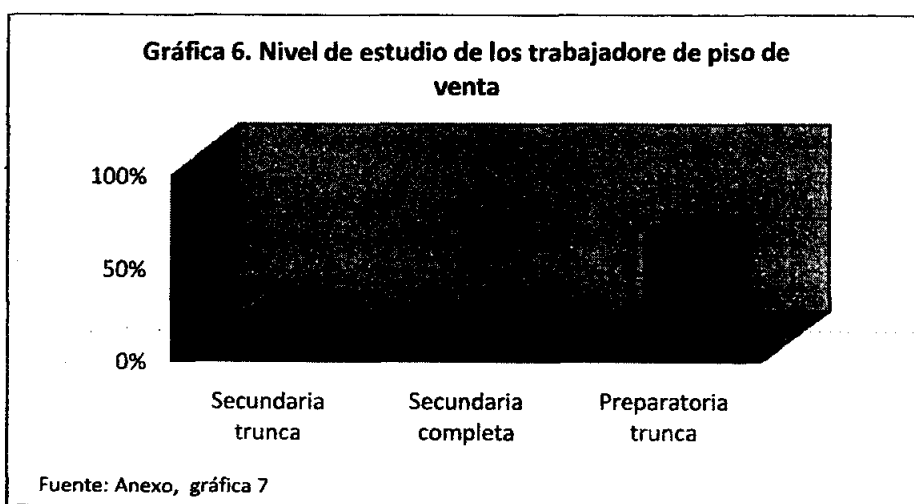 Gráfica 6. Nivel de estudio de los trabajadore de piso de
venta
100%
50%
0%
Secundaria
trunca
Secundaria
completa
Preparatoria
trunca
Fuente: Anexo, gráfica 7